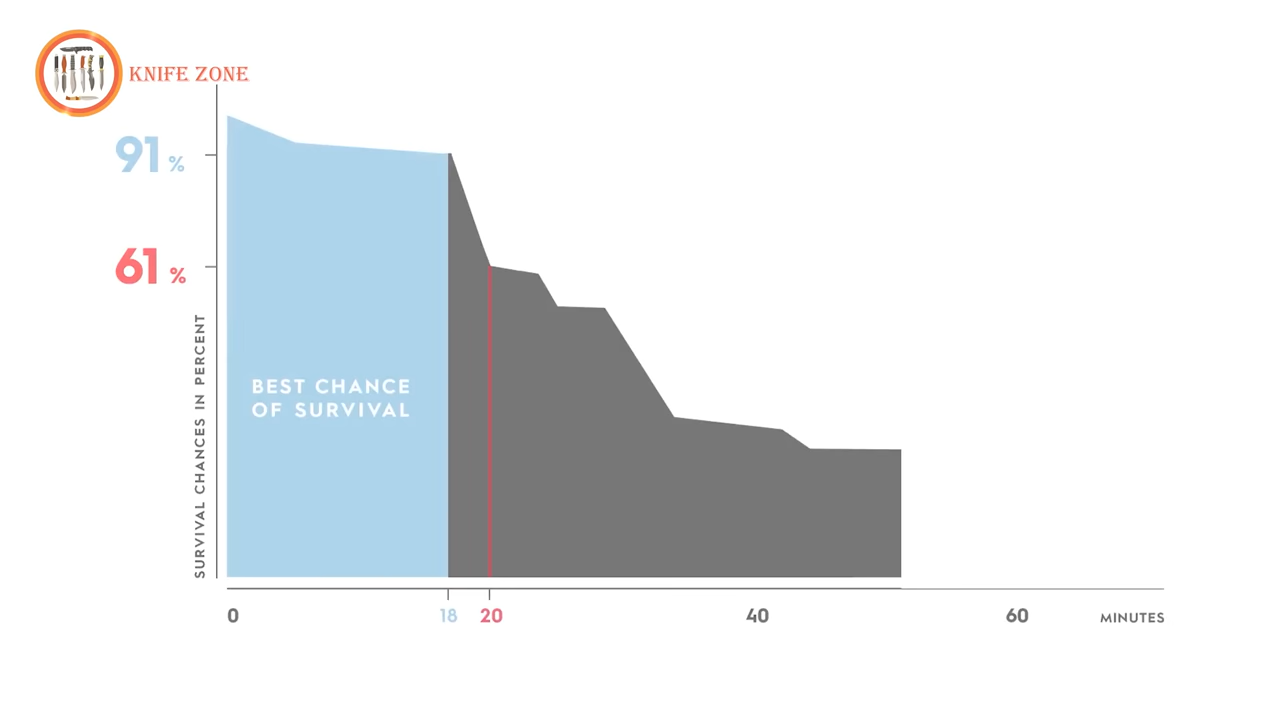 KNIFE ZONE
91 %
61 %
SURVIVAL CHANCES IN PERCENT
BEST CHANCE
OF SURVIVAL
0 18 20 40 60 MINUTES